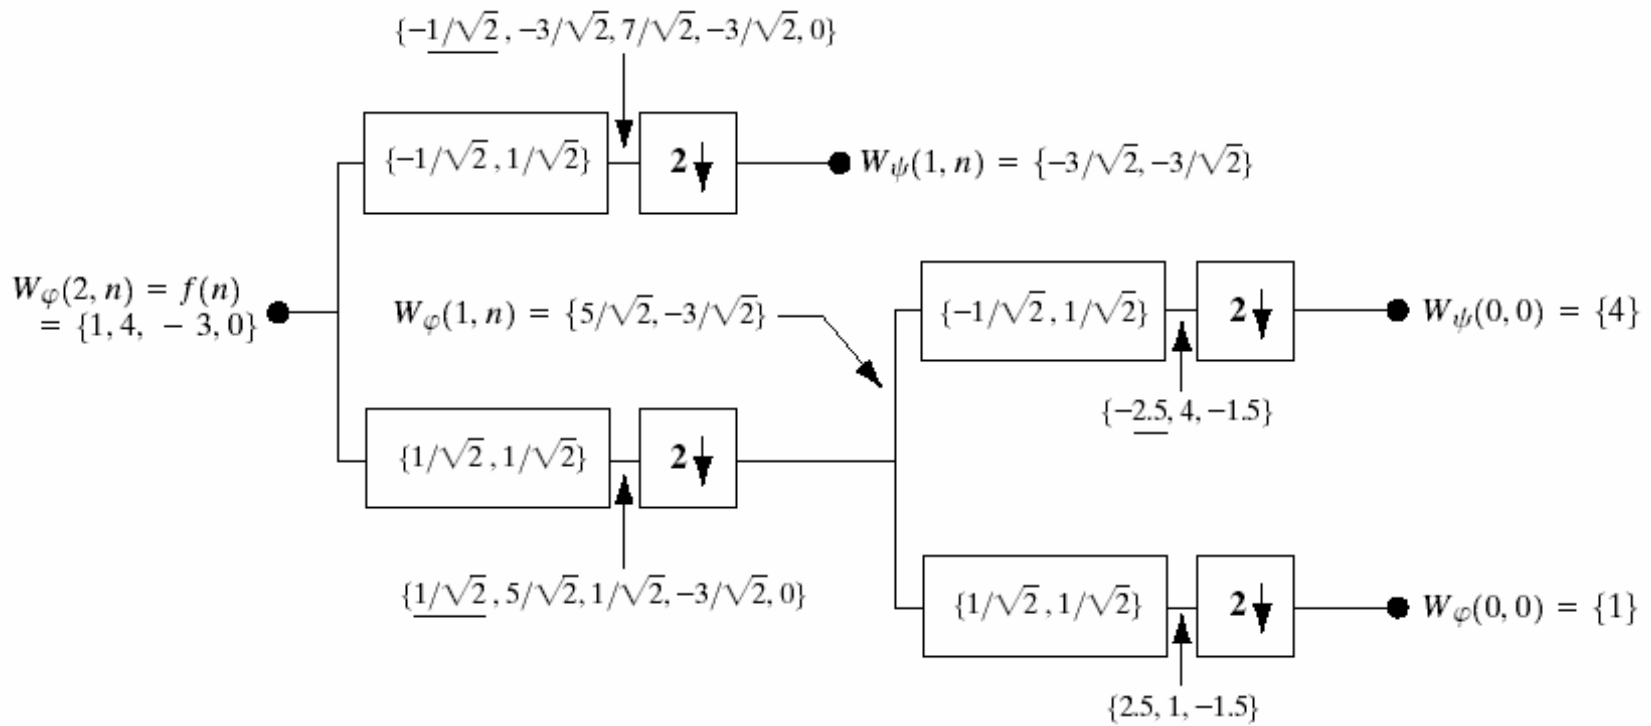 {−1/√2, −3/√2, 7/√2, −3/√2, 0}
{−1/√2, 1/√2}
2↓
W_ψ(1, n) = {−3/√2, −3/√2}
W_φ(2, n) = f(n)
= {1, 4, −3, 0}
W_φ(1, n) = {5/√2, −3/√2}
{−1/√2, 1/√2}
2↓
W_ψ(0, 0) = {4}
{−2.5, 4, −1.5}
{1/√2, 1/√2}
2↓
{1/√2, 5/√2, 1/√2, −3/√2, 0}
{1/√2, 1/√2}
2↓
W_φ(0, 0) = {1}
{2.5, 1, −1.5}